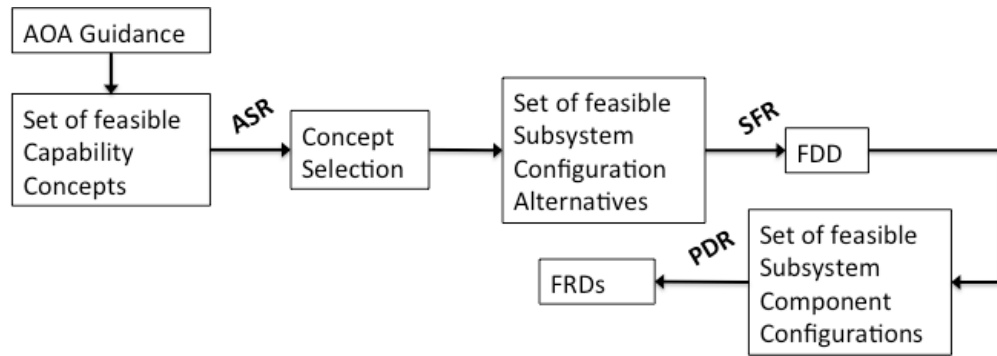 AOA Guidance
Set of feasible
Capability
Concepts
ASR
Concept
Selection
Set of feasible
Subsystem
Configuration
Alternatives
SFR
FDD
Set of feasible
Subsystem
Component
Configurations
PDR
FRDs